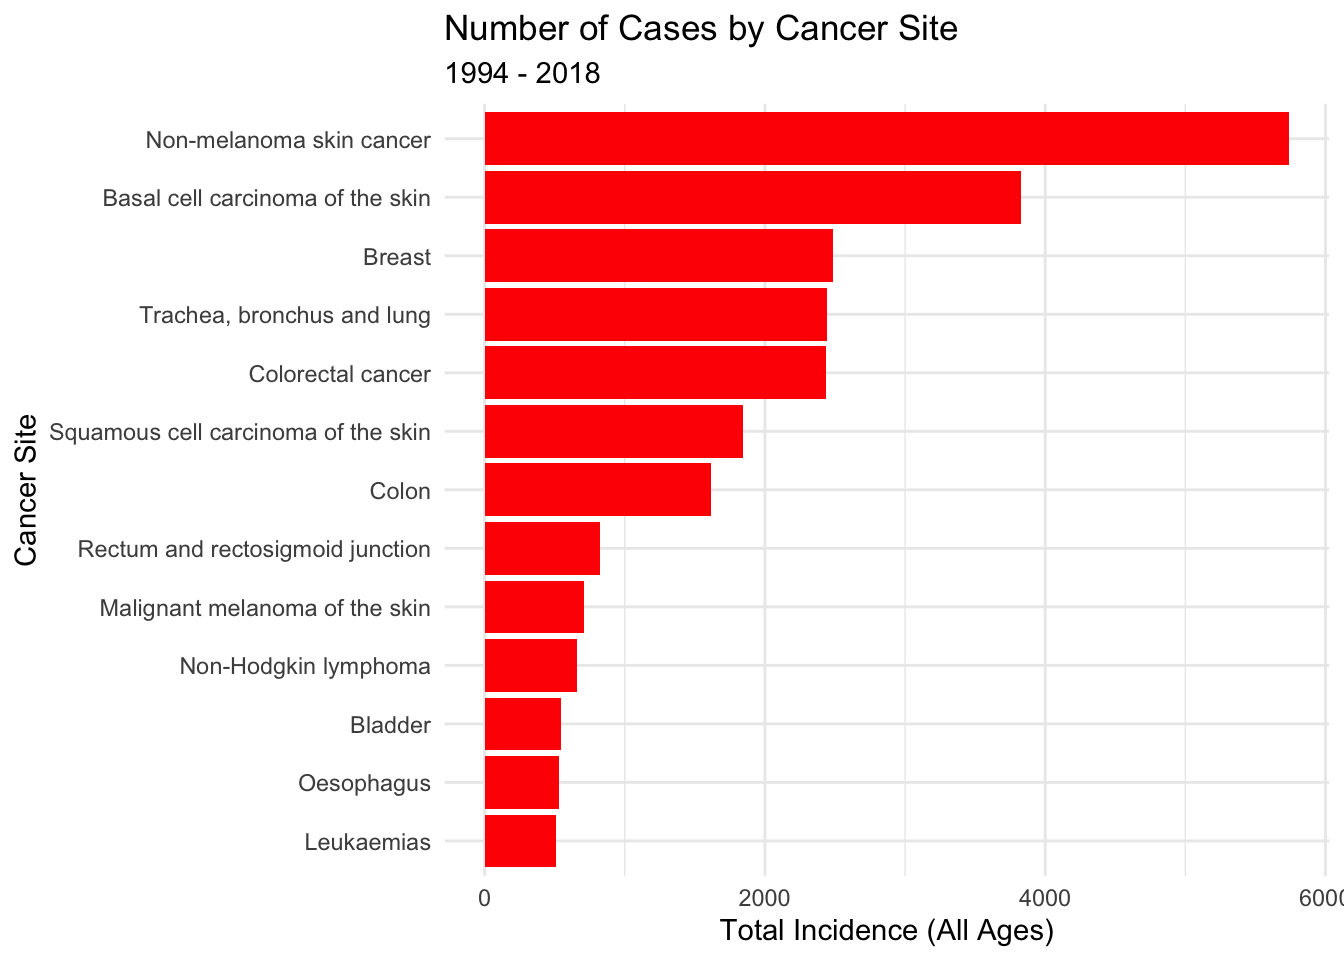 Number of Cases by Cancer Site
1994 - 2018
Cancer Site
Non-melanoma skin cancer
Basal cell carcinoma of the skin
Breast
Trachea, bronchus and lung
Colorectal cancer
Squamous cell carcinoma of the skin
Colon
Rectum and rectosigmoid junction
Malignant melanoma of the skin
Non-Hodgkin lymphoma
Bladder
Oesophagus
Leukaemias
0 2000 4000 6000
Total Incidence (All Ages)